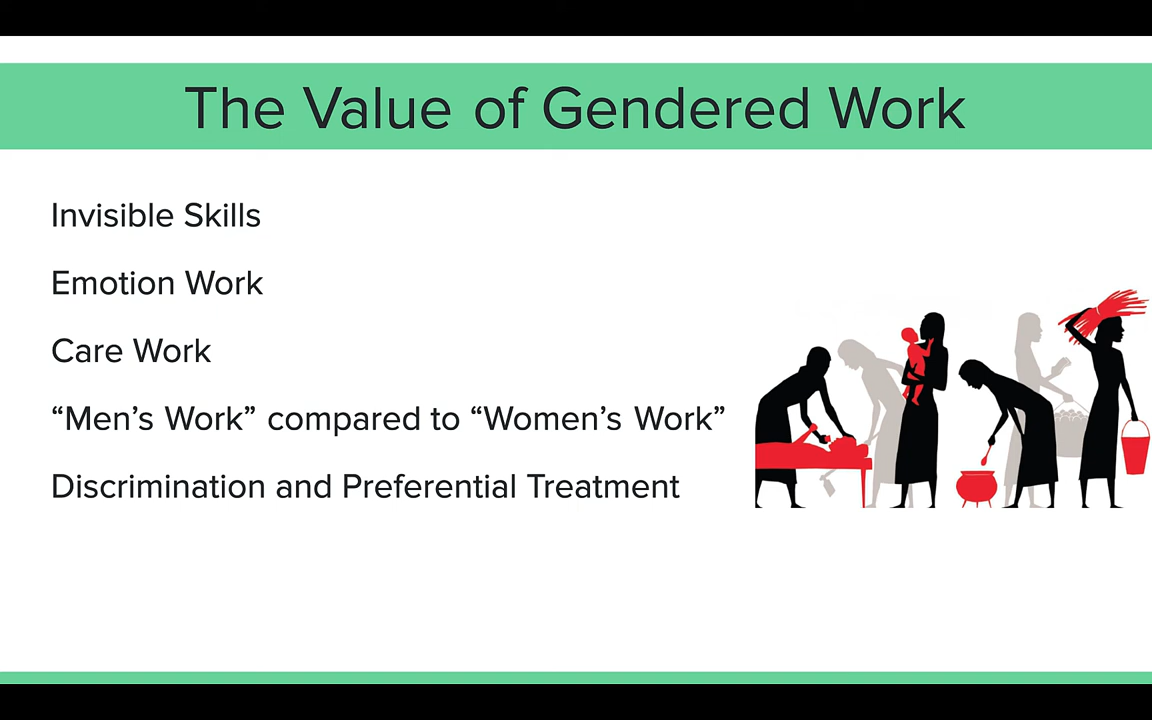 The Value of Gendered Work
Invisible Skills
Emotion Work
Care Work
“Men’s Work” compared to “Women’s Work”
Discrimination and Preferential Treatment